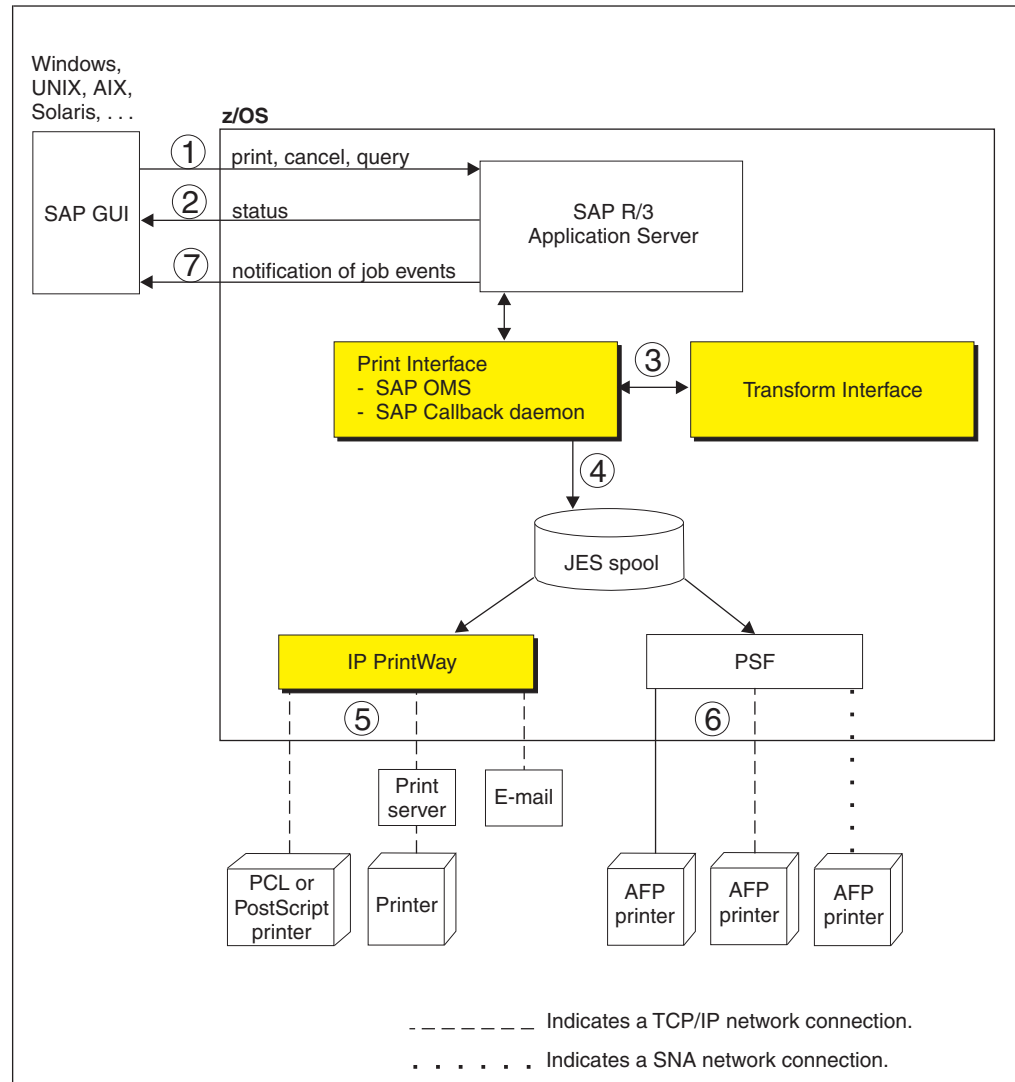 Windows,
UNIX, AIX,
Solaris, . . .
z/OS
SAP GUI
1
print, cancel, query
2
status
7
notification of job events
SAP R/3
Application Server
Print Interface
- SAP OMS
- SAP Callback daemon
3
Transform Interface
4
JES spool
IP PrintWay
PSF
5
6
Print
server
E-mail
PCL or
PostScript
printer
Printer
AFP
printer
AFP
printer
AFP
printer
Indicates a TCP/IP network connection.
Indicates a SNA network connection.